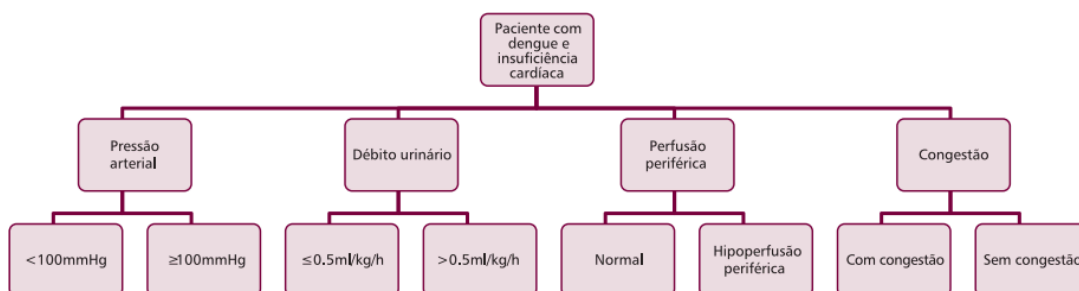 Paciente com
dengue e
insuficiência
cardíaca
Pressão
arterial
Débito urinário
Perfusão
periférica
Congestão
<100mmHg
≥100mmHg
≤0.5ml/kg/h
>0.5ml/kg/h
Normal
Hipoperfusão
periférica
Com congestão
Sem congestão